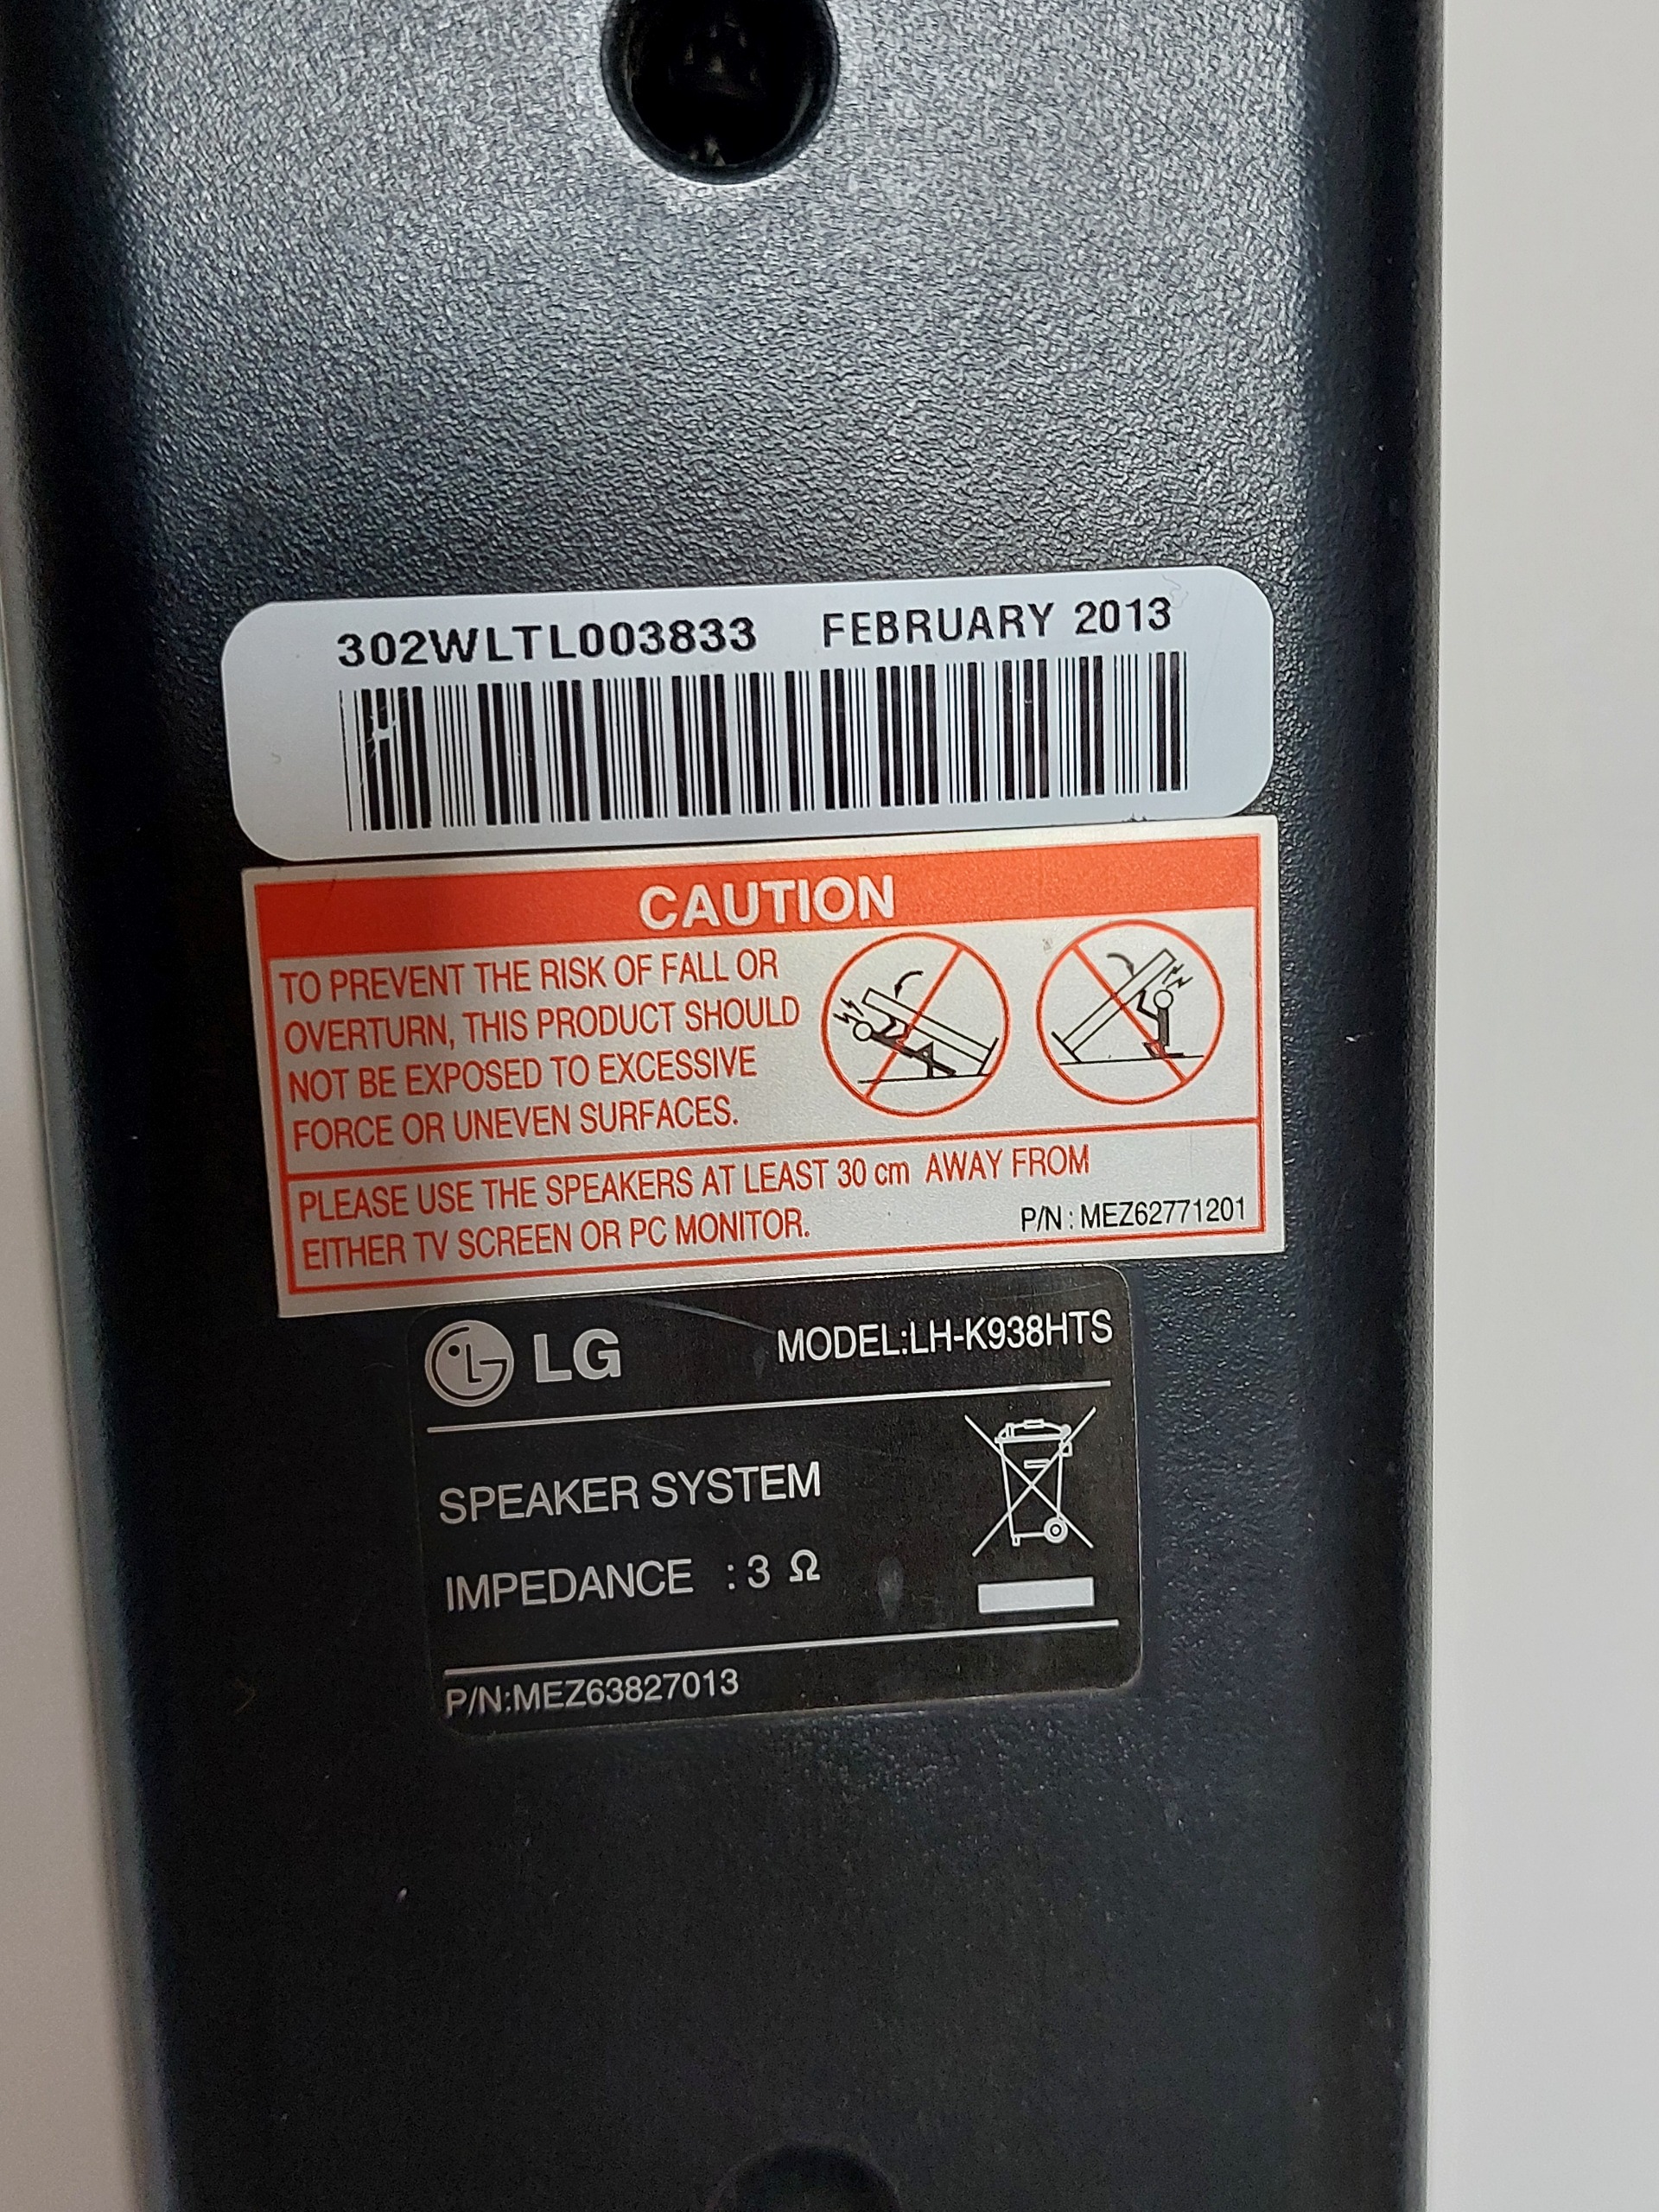 302WLTL003833 FEBRUARY 2013
CAUTION
TO PREVENT THE RISK OF FALL OR
OVERTURN, THIS PRODUCT SHOULD
NOT BE EXPOSED TO EXCESSIVE
FORCE OR UNEVEN SURFACES.
PLEASE USE THE SPEAKERS AT LEAST 30 cm AWAY FROM
EITHER TV SCREEN OR PC MONITOR.
P/N : MEZ62771201
LG MODEL:LH-K938HTS
SPEAKER SYSTEM
IMPEDANCE : 3 Ω
P/N:MEZ63827013